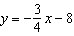 y = -3/4 x - 8